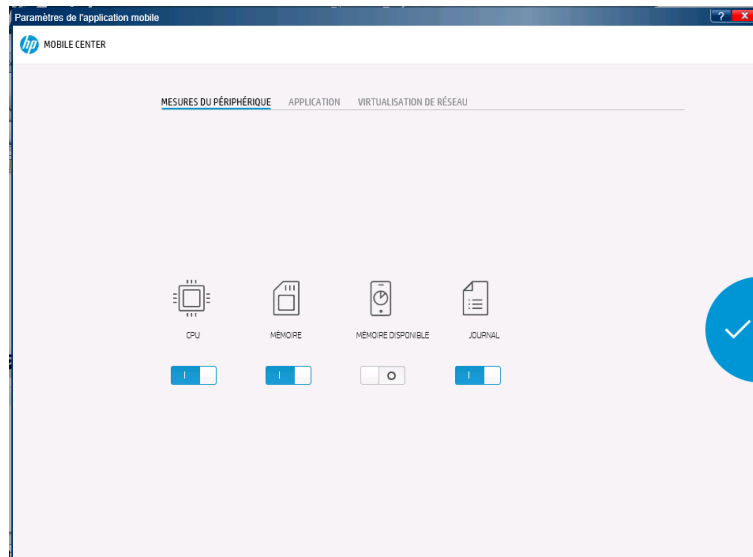 Paramètres de l'application mobile
hp MOBILE CENTER
MESURES DU PÉRIPHÉRIQUE APPLICATION VIRTUALISATION DE RÉSEAU
CPU MÉMOIRE MÉMOIRE DISPONIBLE JOURNAL